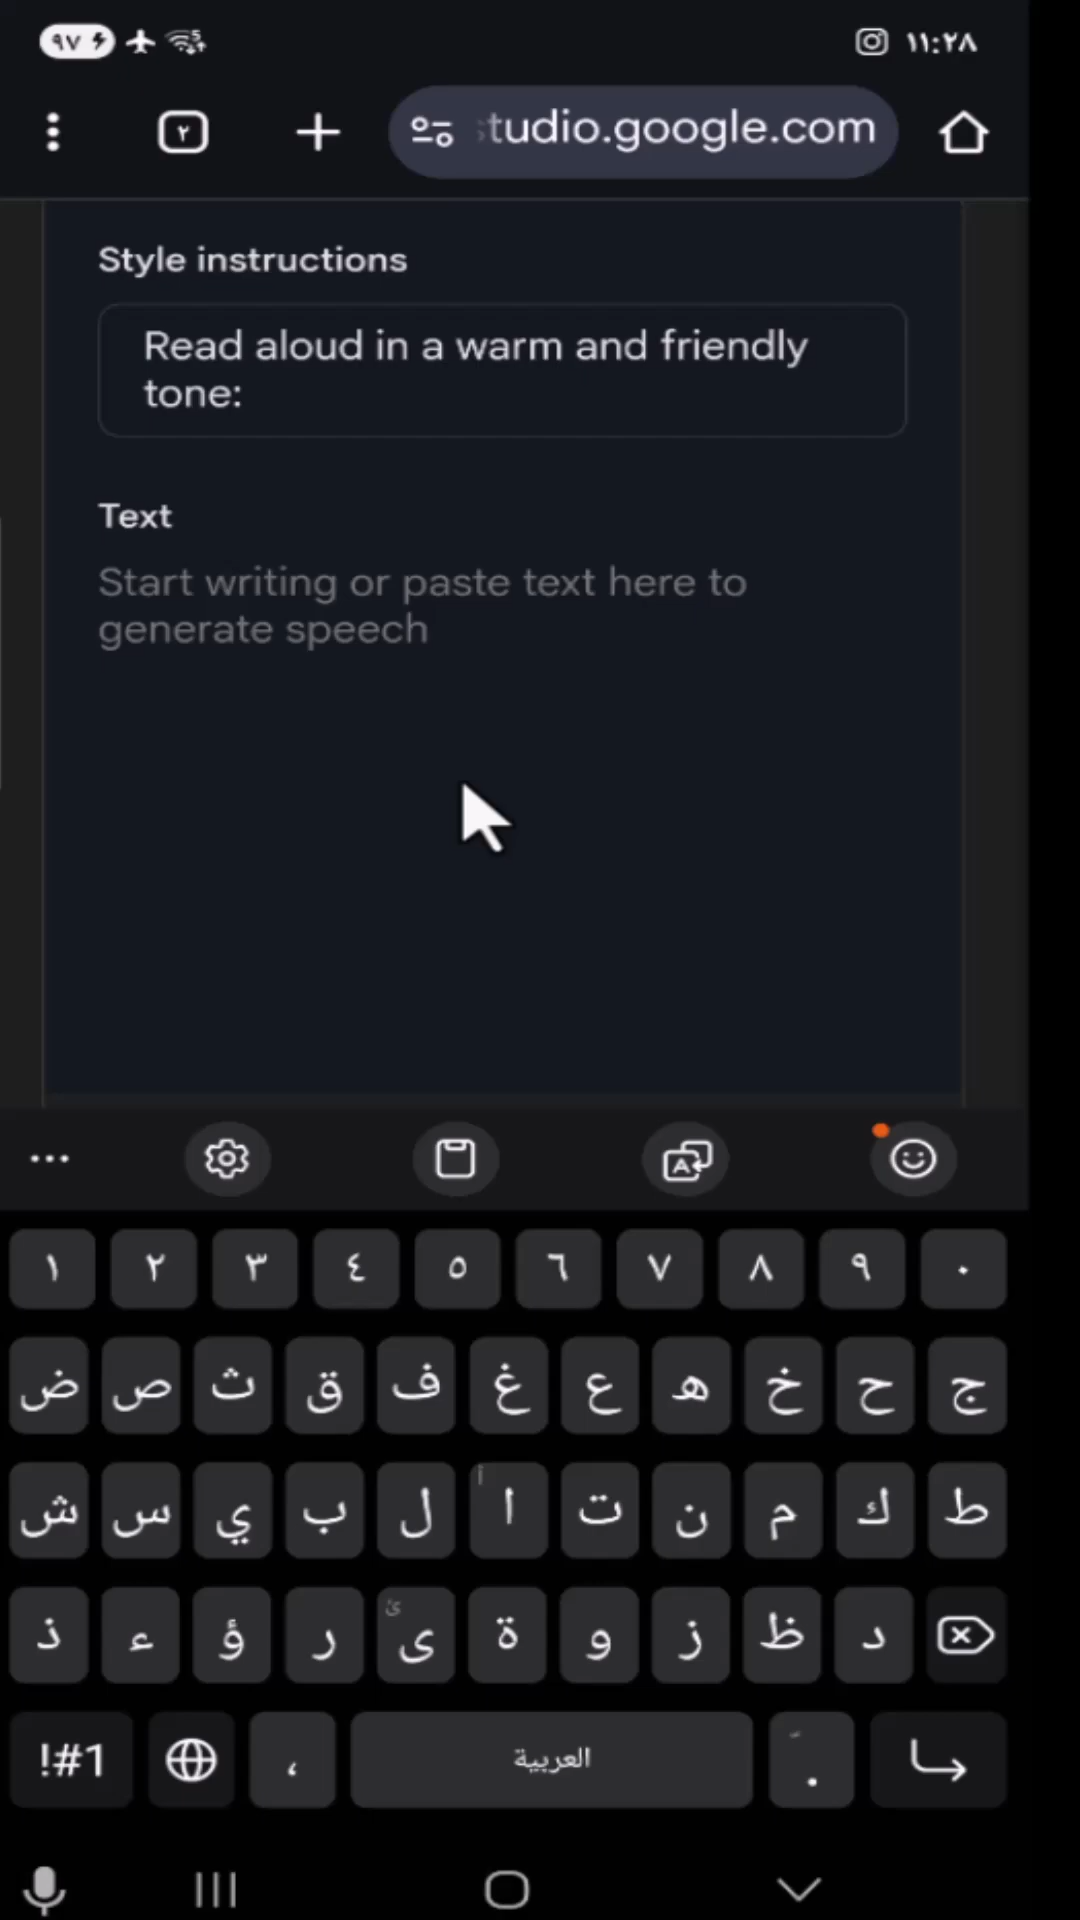 ٩٧
١١:٢٨
٢
studio.google.com
Style instructions
Read aloud in a warm and friendly
tone:
Text
Start writing or paste text here to
generate speech
١ ٢ ٣ ٤ ٥ ٦ ٧ ٨ ٩ ٠
ض ص ث ق ف غ ع ه خ ح ج
ش س ي ب ل ا ت ن م ك ط
ذ ء ؤ ر ى ة و ز ظ د
!#1 ، العربية .